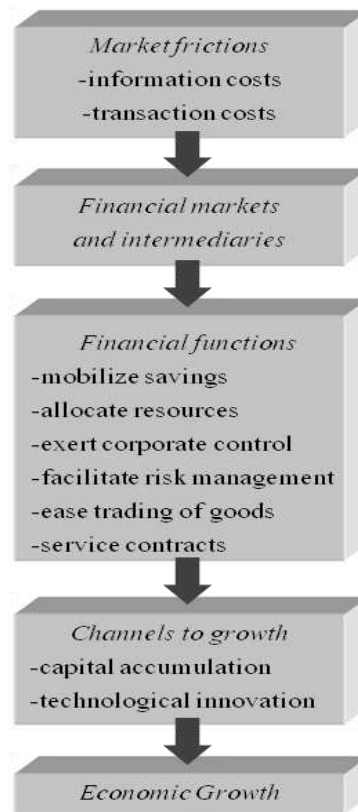 Market frictions
-information costs
-transaction costs
Financial markets
and intermediaries
Financial functions
-mobilize savings
-allocate resources
-exert corporate control
-facilitate risk management
-ease trading of goods
-service contracts
Channels to growth
-capital accumulation
-technological innovation
Economic Growth